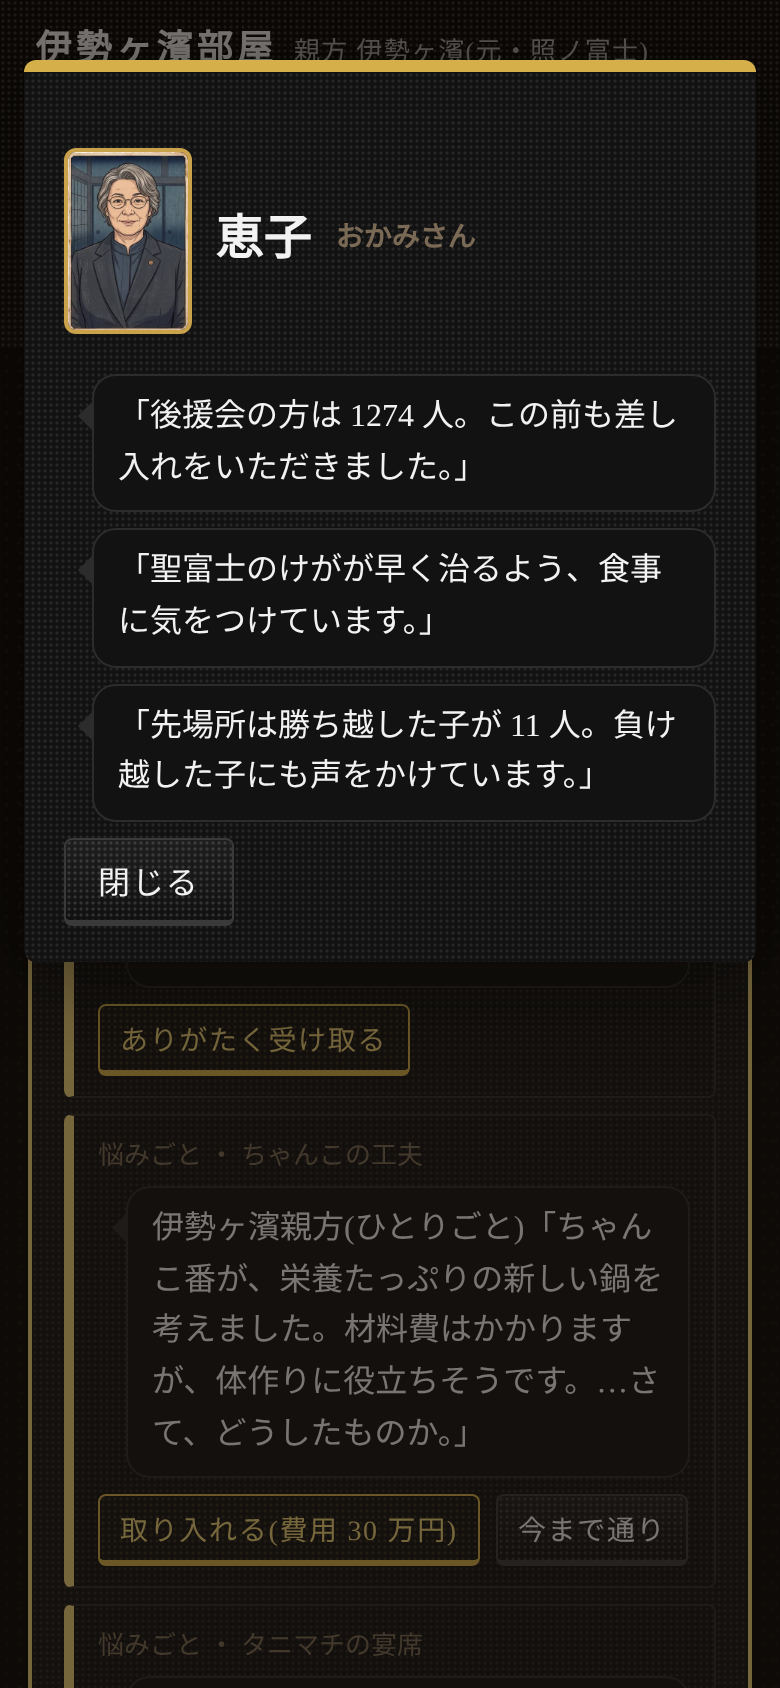 伊勢ヶ濱部屋 親方 伊勢ヶ濱(元・照ノ富士)
恵子 おかみさん
「後援会の方は 1274 人。この前も差し
入れをいただきました。」
「聖富士のけがが早く治るよう、食事
に気をつけています。」
「先場所は勝ち越した子が 11 人。負け
越した子にも声をかけています。」
閉じる
ありがたく受け取る
悩みごと ・ ちゃんこの工夫
伊勢ヶ濱親方(ひとりごと)「ちゃん
こ番が、栄養たっぷりの新しい鍋を
考えました。材料費はかかります
が、体作りに役立ちそうです。…さ
て、どうしたものか。」
取り入れる(費用 30 万円) 今まで通り
悩みごと ・ タニマチの宴席